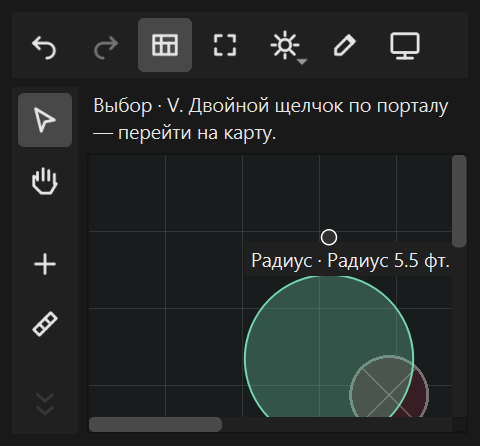 Выбор · V. Двойной щелчок по порталу
— перейти на карту.
Радиус · Радиус 5.5 фт.